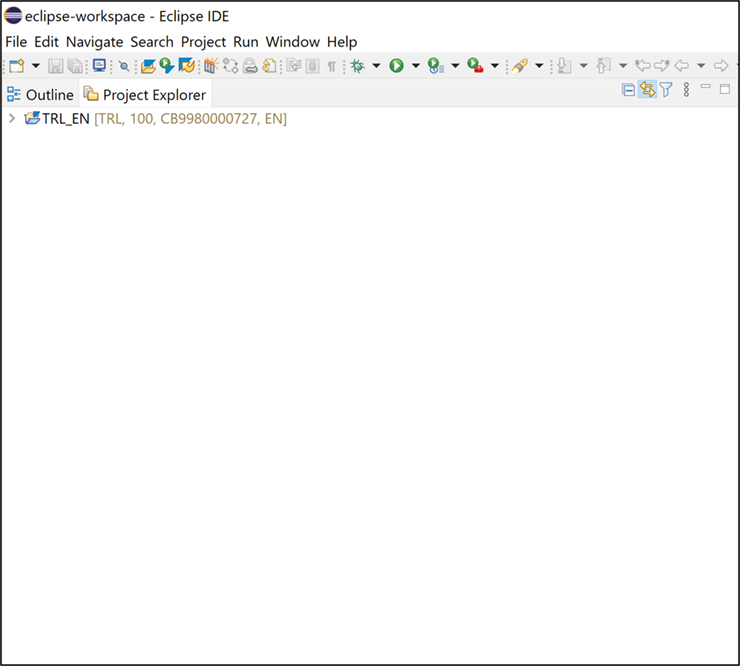 eclipse-workspace - Eclipse IDE
File Edit Navigate Search Project Run Window Help
Outline Project Explorer
TRL_EN [TRL, 100, CB9980000727, EN]